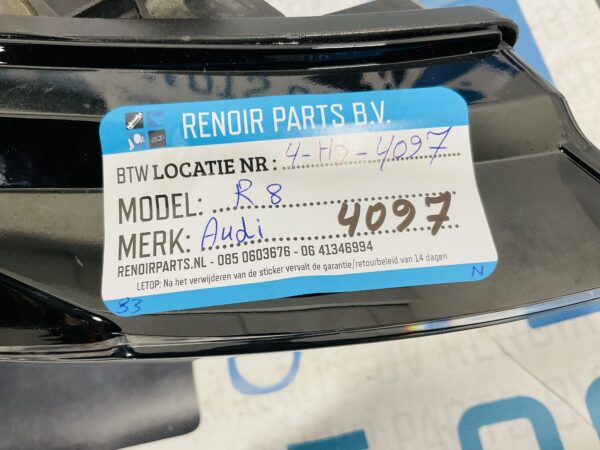 RENOIR PARTS B.V.
BTW LOCATIE NR : 4-HD-4097
MODEL: R8
MERK: Audi 4097
RENOIRPARTS.NL - 085 0603676 - 06 41346994
LETOP: Na het verwijderen van de sticker vervalt de garantie/retourbeleid van 14 dagen
33 N